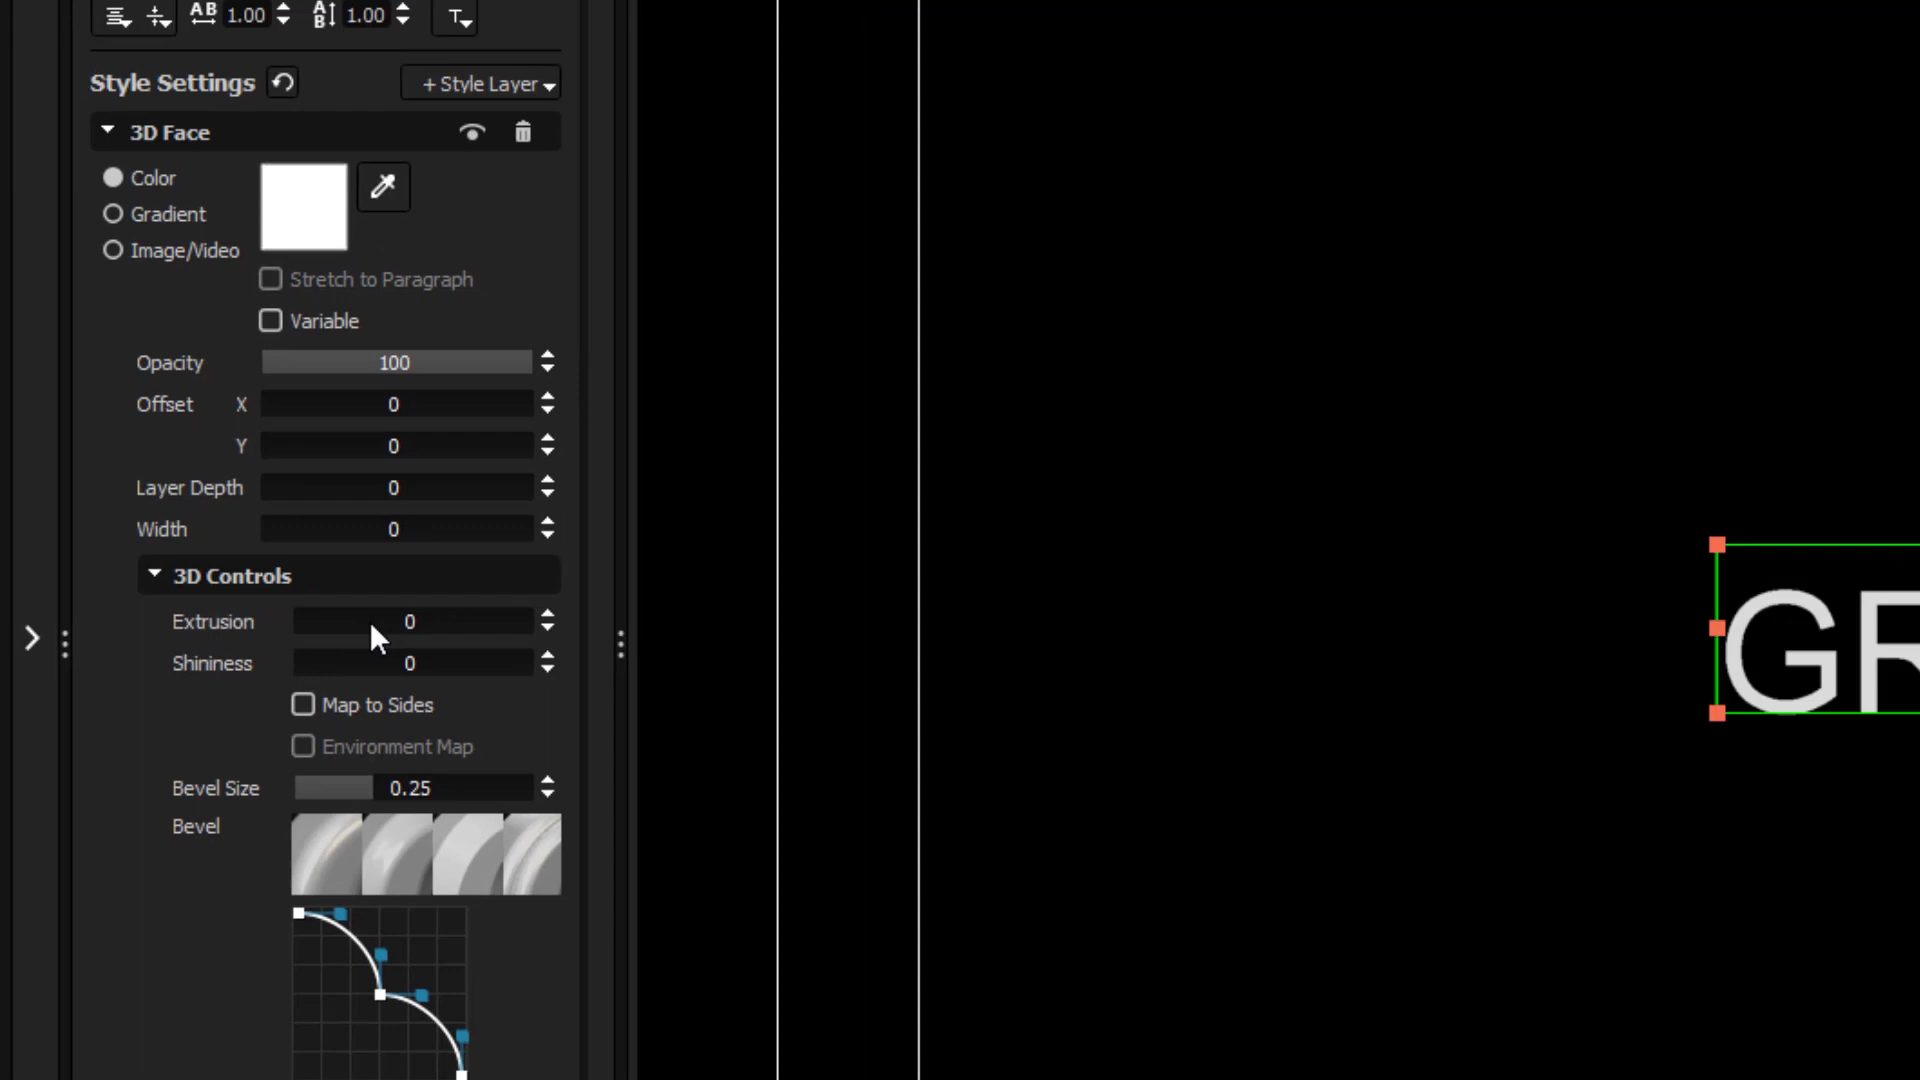 AB 1.00 AB 1.00 T
Style Settings + Style Layer
3D Face
Color
Gradient
Image/Video
Stretch to Paragraph
Variable
Opacity 100
Offset X 0
Y 0
Layer Depth 0
Width 0
3D Controls
Extrusion 0
Shininess 0
Map to Sides
Environment Map
Bevel Size 0.25
Bevel
GR